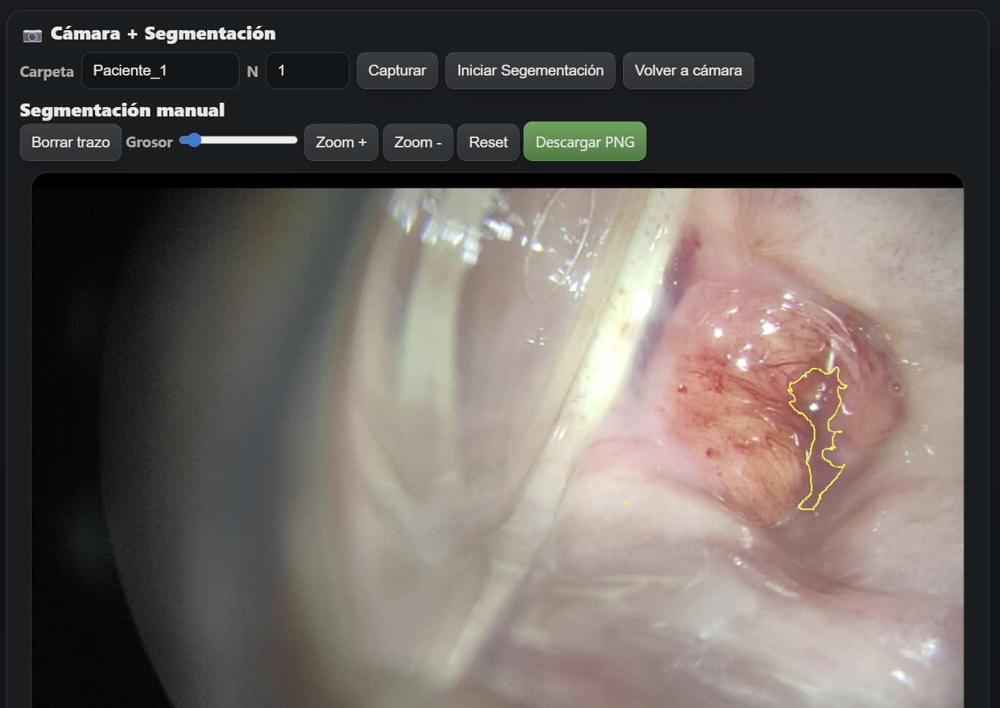 Cámara + Segmentación
Carpeta Paciente_1 N 1 Capturar Iniciar Segementación Volver a cámara
Segmentación manual
Borrar trazo Grosor Zoom + Zoom - Reset Descargar PNG